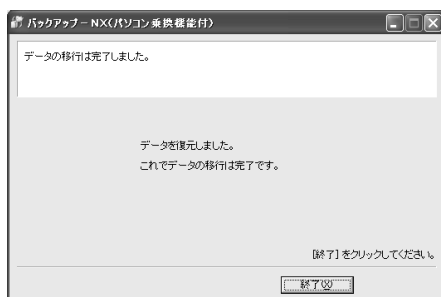 バックアップ－NX(パソコン乗換機能付)
データの移行は完了しました。
データを復元しました。
これでデータの移行は完了です。
[終了]をクリックしてください。
終了(X)